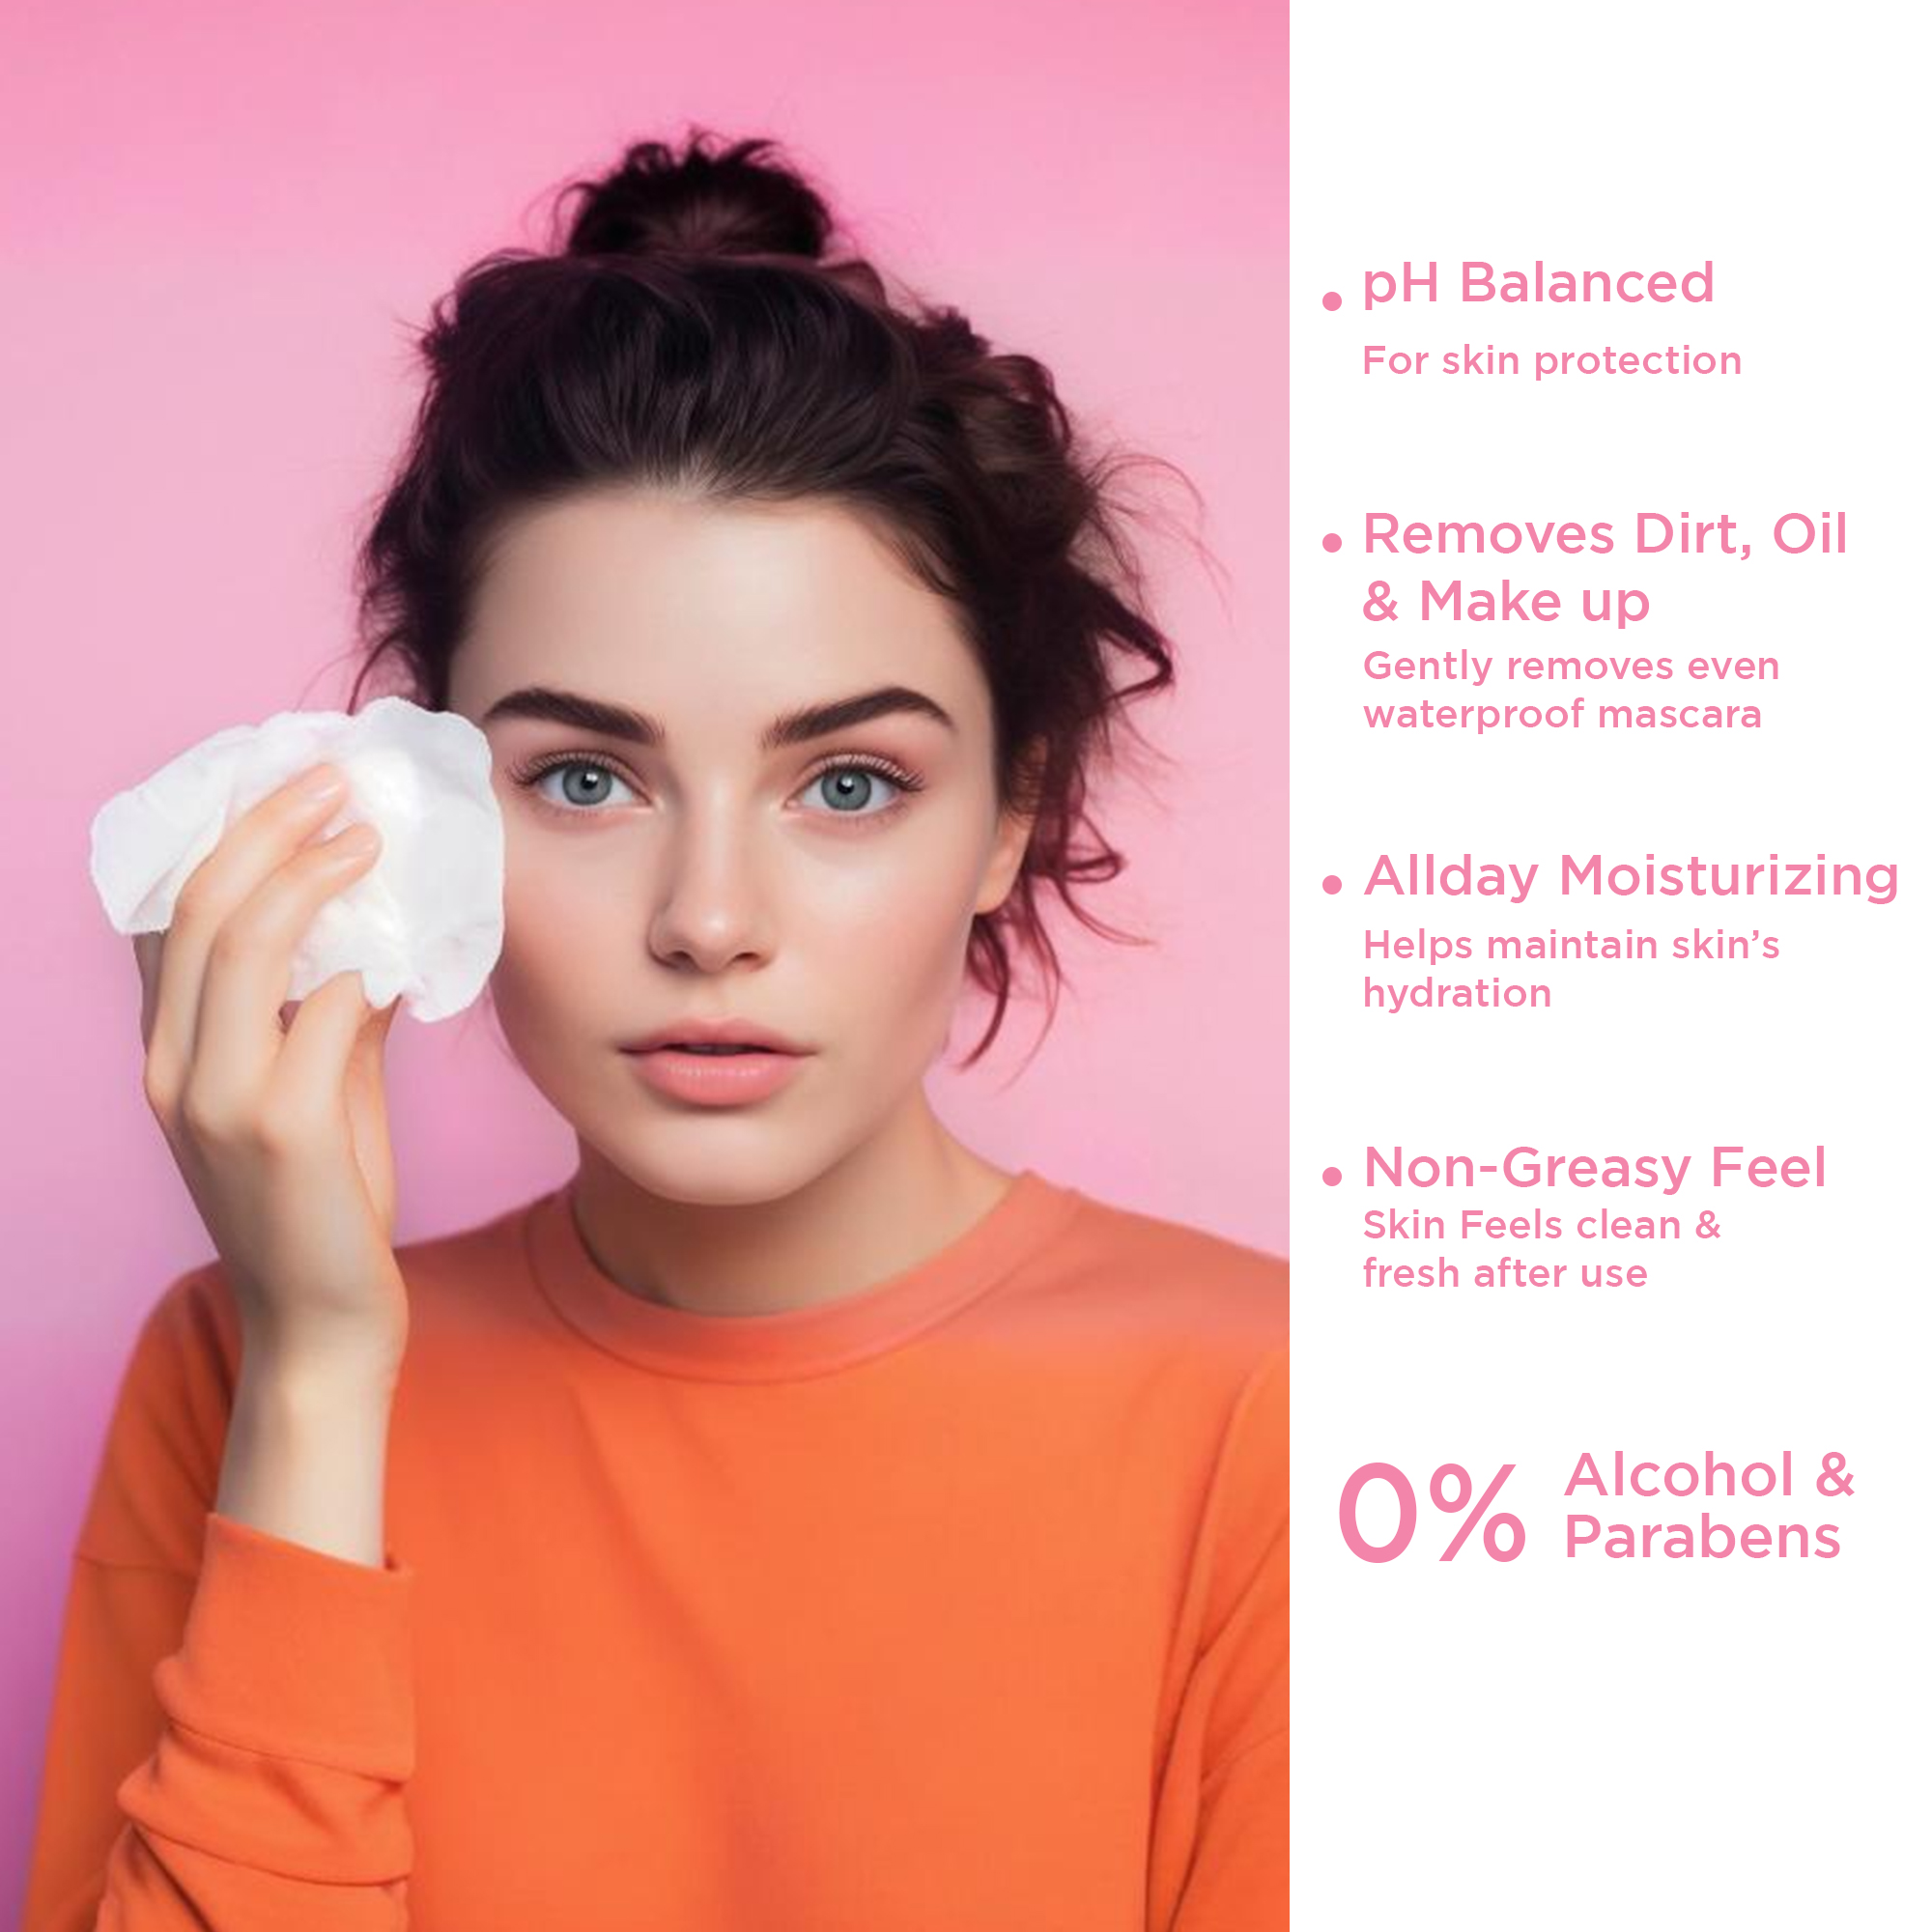 pH Balanced
For skin protection
Removes Dirt, Oil
& Make up
Gently removes even
waterproof mascara
Allday Moisturizing
Helps maintain skin’s
hydration
Non-Greasy Feel
Skin Feels clean &
fresh after use
0% Alcohol &
Parabens